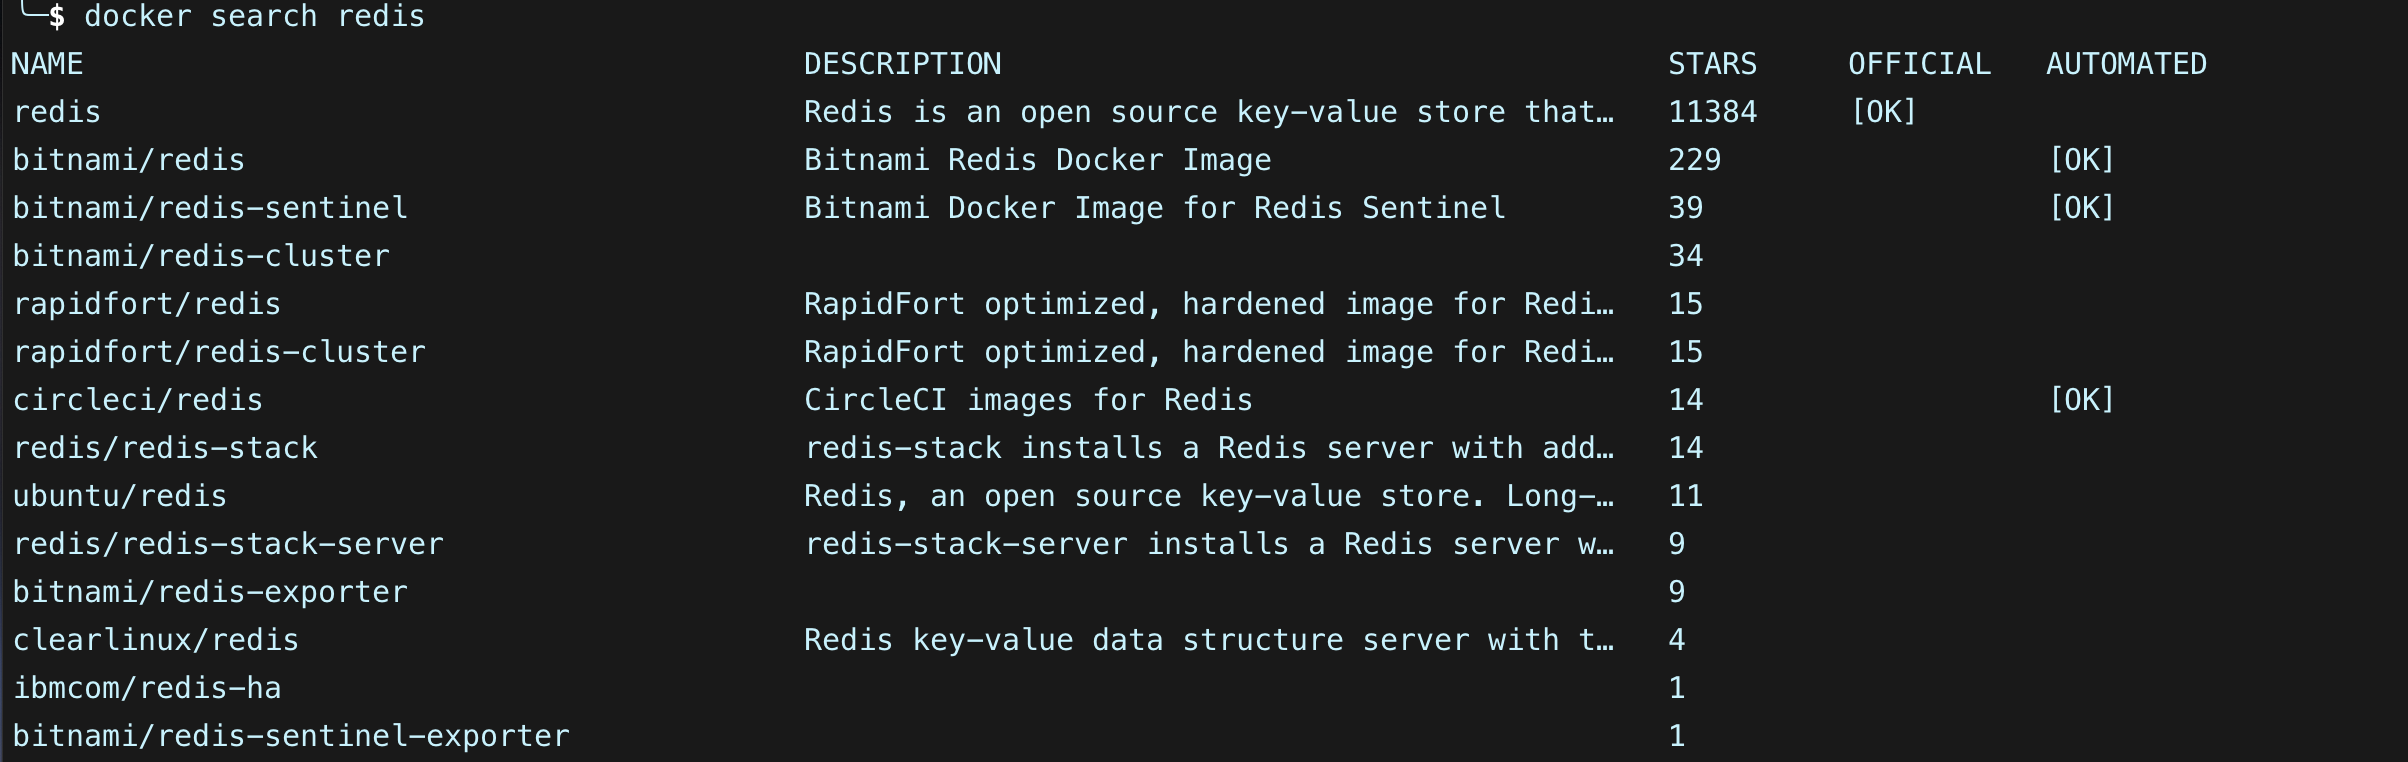 ╰─$ docker search redis
NAME DESCRIPTION STARS OFFICIAL AUTOMATED
redis Redis is an open source key-value store that… 11384 [OK]
bitnami/redis Bitnami Redis Docker Image 229 [OK]
bitnami/redis-sentinel Bitnami Docker Image for Redis Sentinel 39 [OK]
bitnami/redis-cluster 34
rapidfort/redis RapidFort optimized, hardened image for Redi… 15
rapidfort/redis-cluster RapidFort optimized, hardened image for Redi… 15
circleci/redis CircleCI images for Redis 14 [OK]
redis/redis-stack redis-stack installs a Redis server with add… 14
ubuntu/redis Redis, an open source key-value store. Long-… 11
redis/redis-stack-server redis-stack-server installs a Redis server w… 9
bitnami/redis-exporter 9
clearlinux/redis Redis key-value data structure server with t… 4
ibmcom/redis-ha 1
bitnami/redis-sentinel-exporter 1